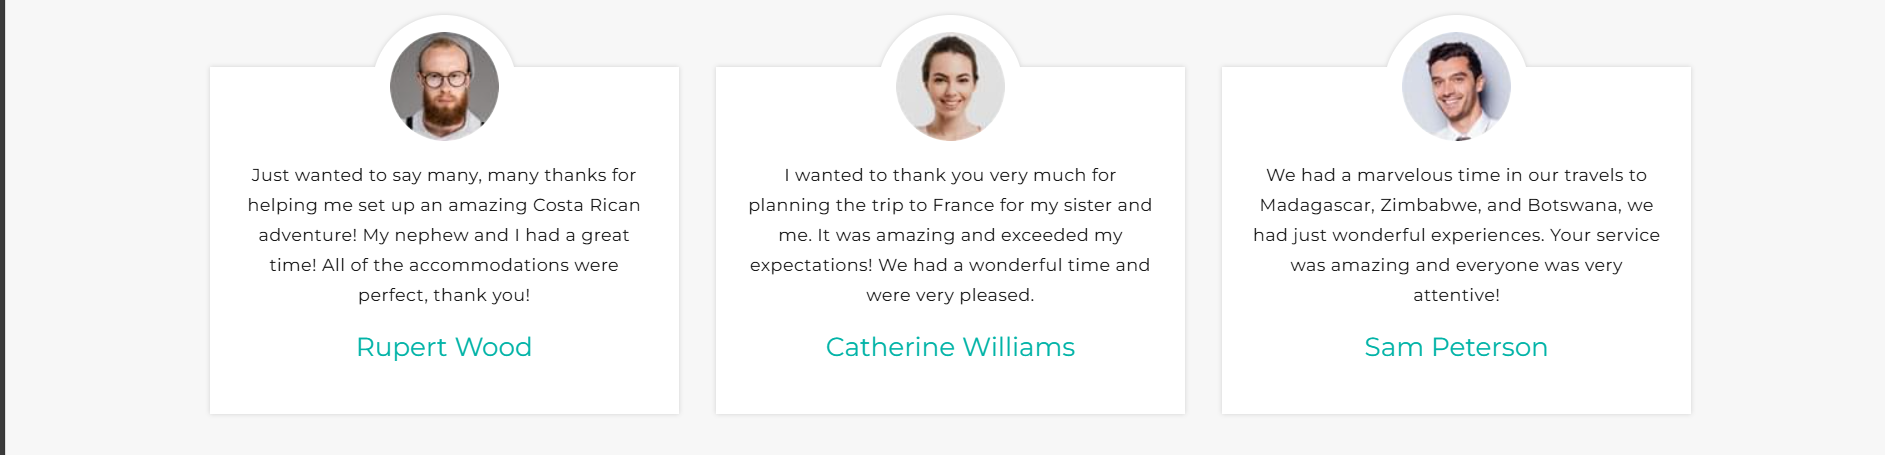 Just wanted to say many, many thanks for
helping me set up an amazing Costa Rican
adventure! My nephew and I had a great
time! All of the accommodations were
perfect, thank you!
Rupert Wood
I wanted to thank you very much for
planning the trip to France for my sister and
me. It was amazing and exceeded my
expectations! We had a wonderful time and
were very pleased.
Catherine Williams
We had a marvelous time in our travels to
Madagascar, Zimbabwe, and Botswana, we
had just wonderful experiences. Your service
was amazing and everyone was very
attentive!
Sam Peterson